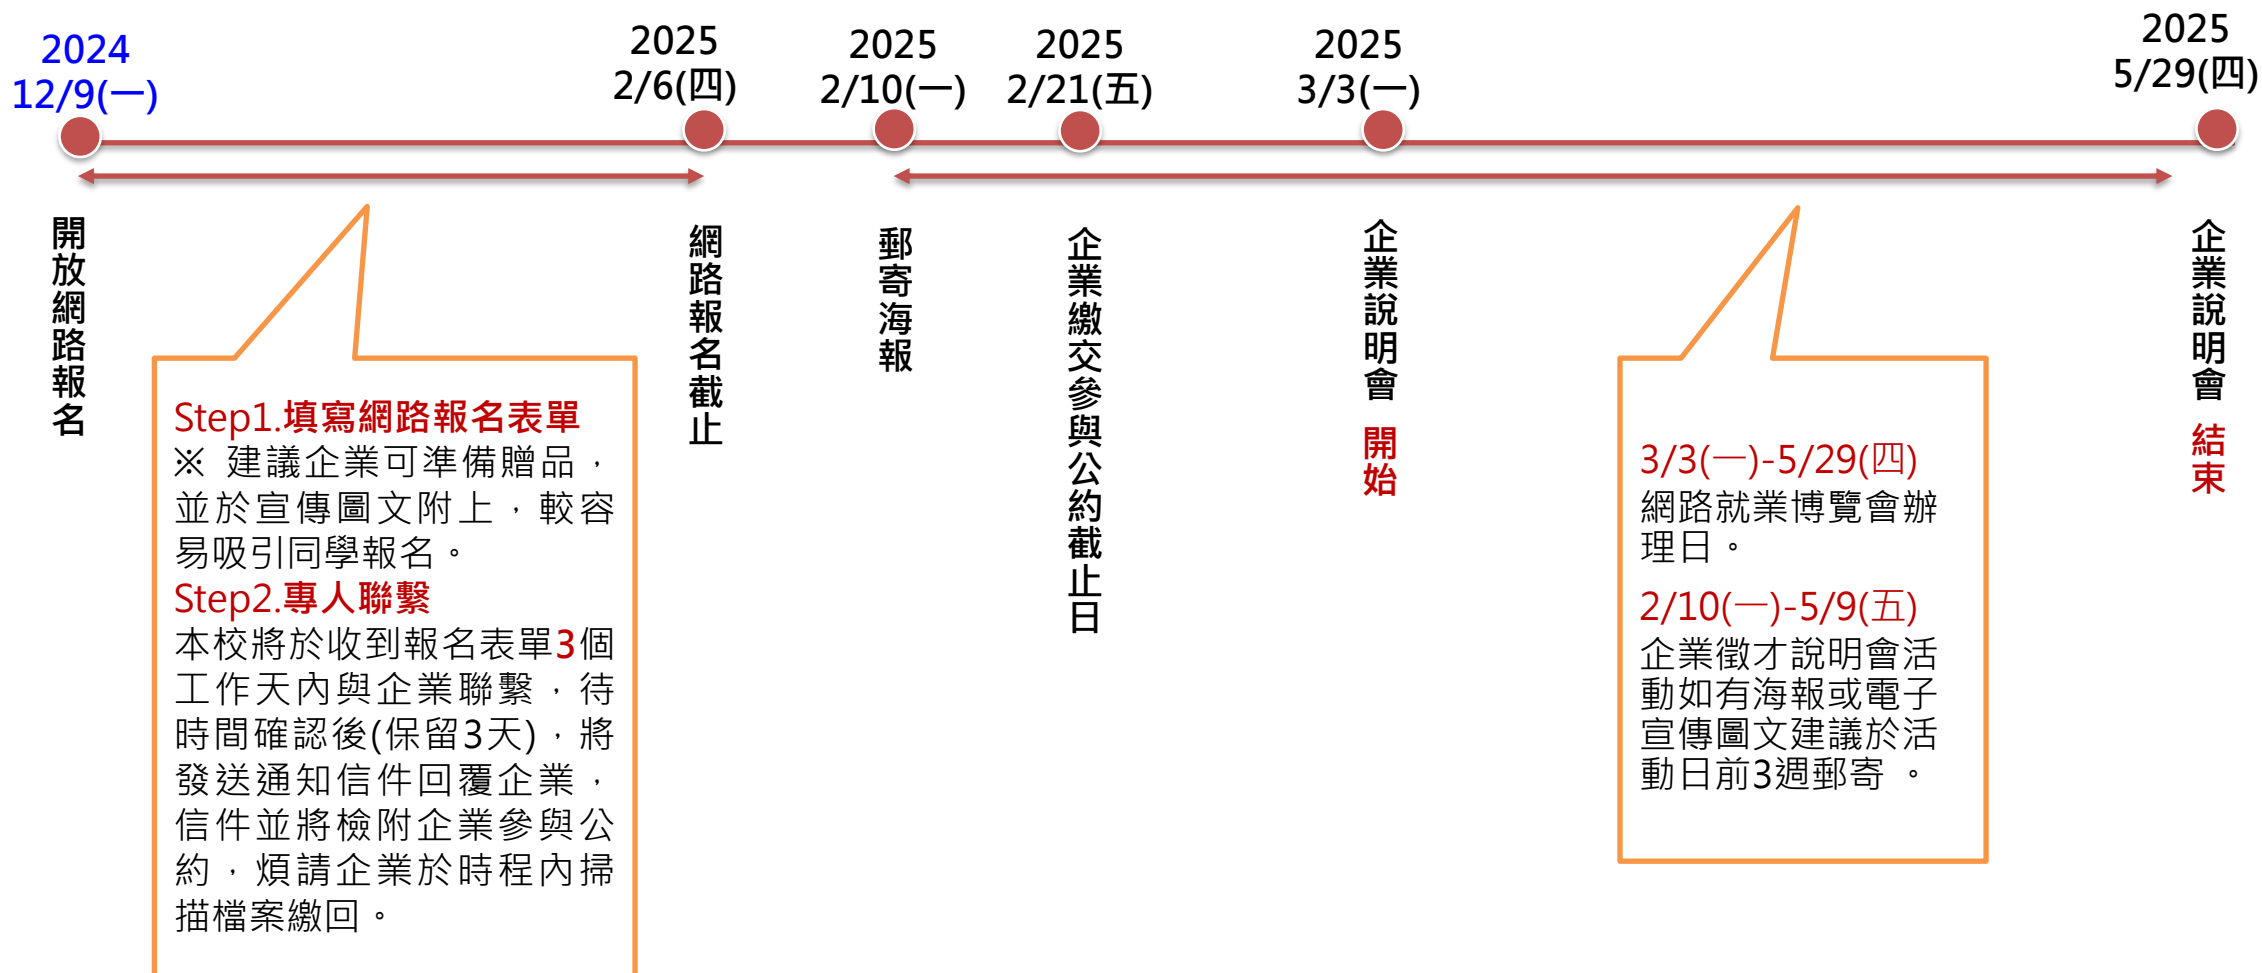 2024
12/9(一)
2025
2/6(四)
2025
2/10(一)
2025
2/21(五)
2025
3/3(一)
2025
5/29(四)
開放網路報名
網路報名截止
郵寄海報
企業繳交參與公約截止日
企業說明會 開始
企業說明會 結束
Step1.填寫網路報名表單
※ 建議企業可準備贈品，
並於宣傳圖文附上，較容
易吸引同學報名。
Step2.專人聯繫
本校將於收到報名表單3個
工作天內與企業聯繫，待
時間確認後(保留3天)，將
發送通知信件回覆企業，
信件並將檢附企業參與公
約，煩請企業於時程內掃
描檔案繳回。
3/3(一)-5/29(四)
網路就業博覽會辦
理日。
2/10(一)-5/9(五)
企業徵才說明會活
動如有海報或電子
宣傳圖文建議於活
動日前3週郵寄 。